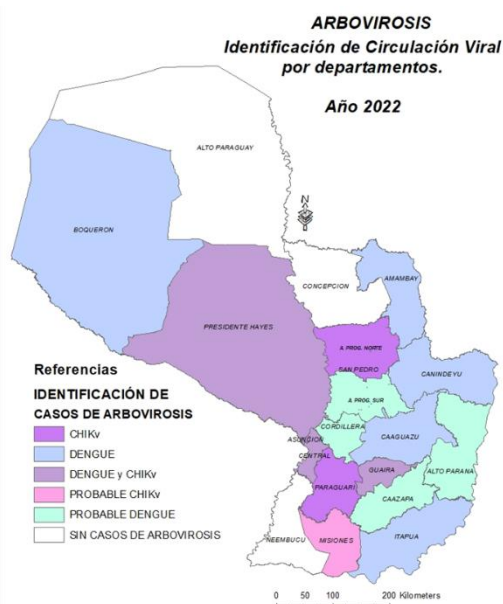 ARBOVIROSIS
Identificación de Circulación Viral
por departamentos.
Año 2022
ALTO PARAGUAY
N
BOQUERON
CONCEPCION
AMAMBAY
PRESIDENTE HAYES
A. PROG. NORTE
SAN PEDRO
CANINDEYU
A. PROG. SUR
CORDILLERA
ASUNCION
CAAGUAZU
CENTRAL
GUAIRA
ALTO PARANA
PARAGUARI
CAAZAPA
ÑEEMBUCU
MISIONES
ITAPUA
Referencias
IDENTIFICACIÓN DE
CASOS DE ARBOVIROSIS
CHIKv
DENGUE
DENGUE y CHIKv
PROBABLE CHIKv
PROBABLE DENGUE
SIN CASOS DE ARBOVIROSIS
0 50 100 200 Kilometers